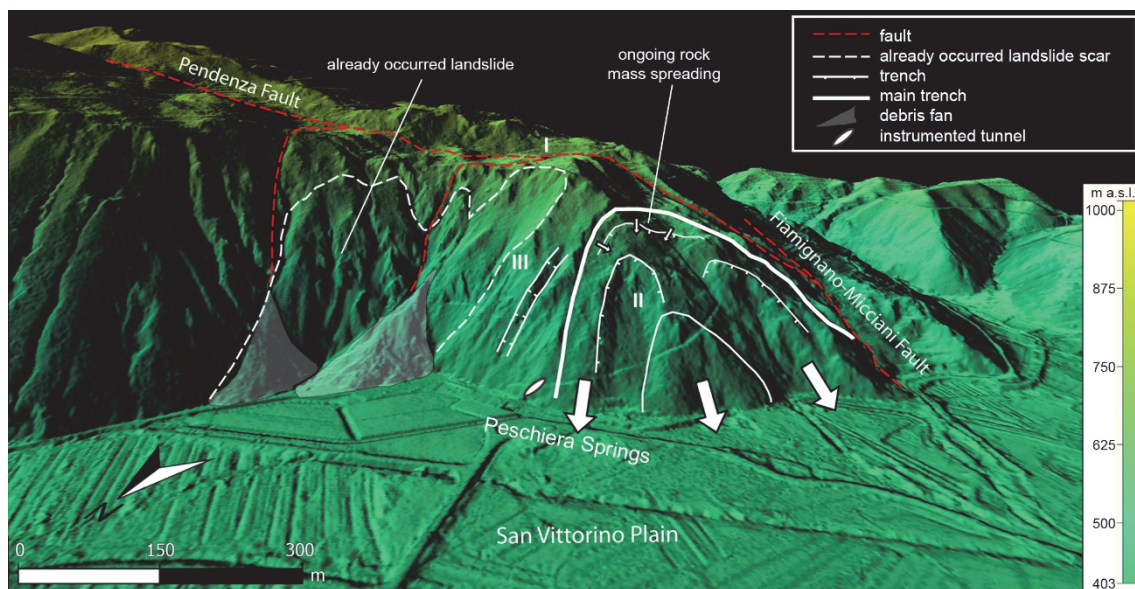 Pendenza Fault
already occurred landslide
ongoing rock
mass spreading
fault
already occurred landslide scar
trench
main trench
debris fan
instrumented tunnel
I
III
II
Fiamignano-Micciani Fault
m a.s.l.
1000
875
750
625
500
403
Peschiera Springs
San Vittorino Plain
N
0
150
300
m